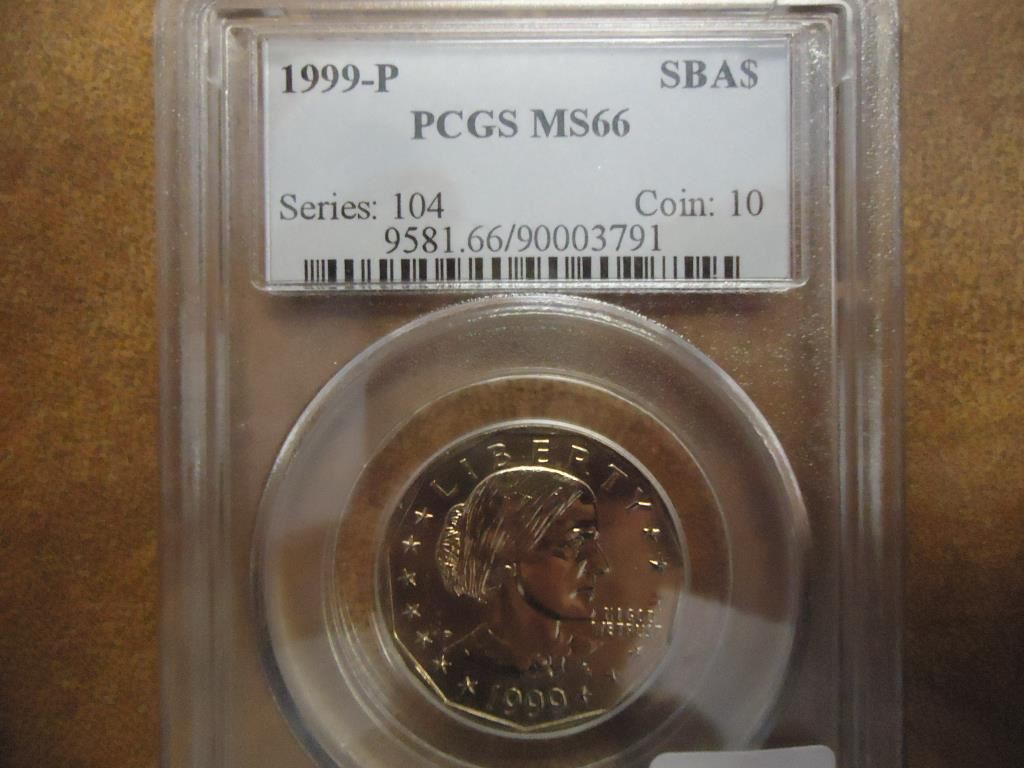 1999-P SBA$
PCGS MS66
Series: 104 Coin: 10
9581.66/90003791
LIBERTY
P
1999